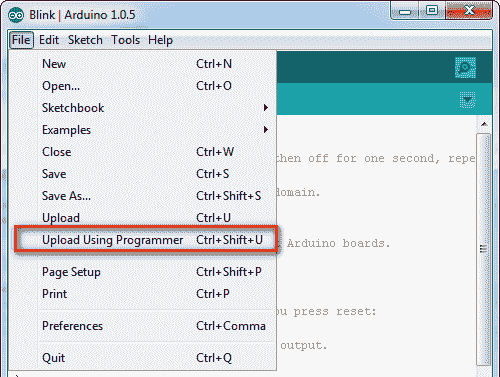 Blink | Arduino 1.0.5
File Edit Sketch Tools Help
New Ctrl+N
Open... Ctrl+O
Sketchbook
Examples
Close Ctrl+W
Save Ctrl+S
Save As... Ctrl+Shift+S
Upload Ctrl+U
Upload Using Programmer Ctrl+Shift+U
Page Setup Ctrl+Shift+P
Print Ctrl+P
Preferences Ctrl+Comma
Quit Ctrl+Q
then off for one second, repe
domain.
Arduino boards.
you press reset:
output.